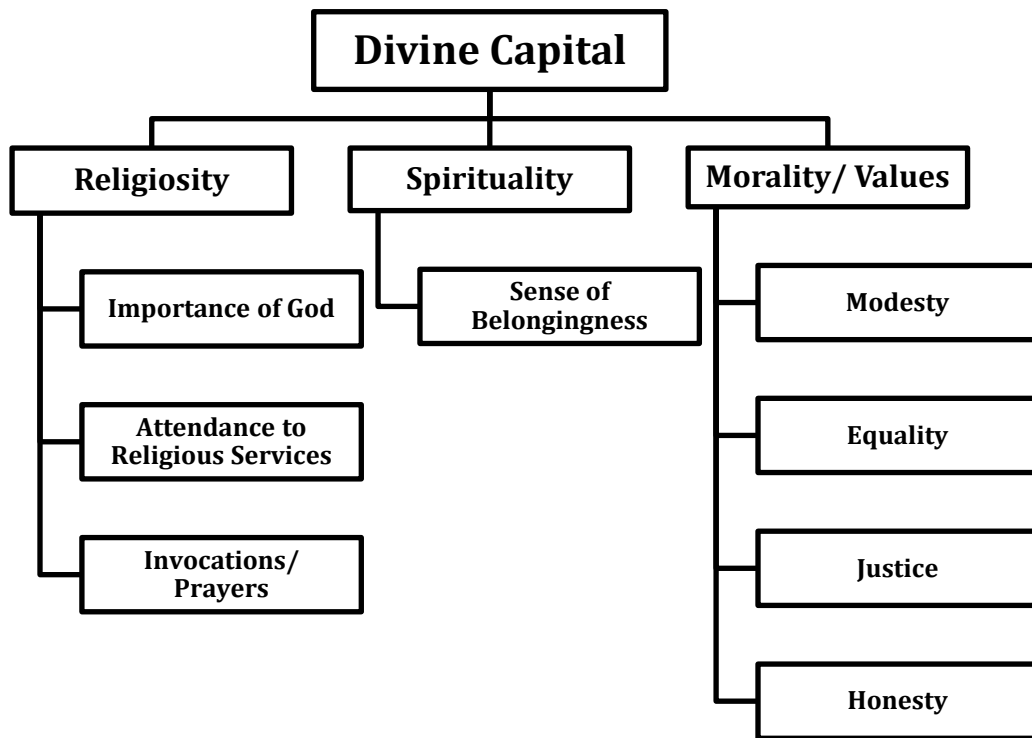 Divine Capital
Religiosity
Spirituality
Morality/ Values
Importance of God
Attendance to
Religious Services
Invocations/
Prayers
Sense of
Belongingness
Modesty
Equality
Justice
Honesty